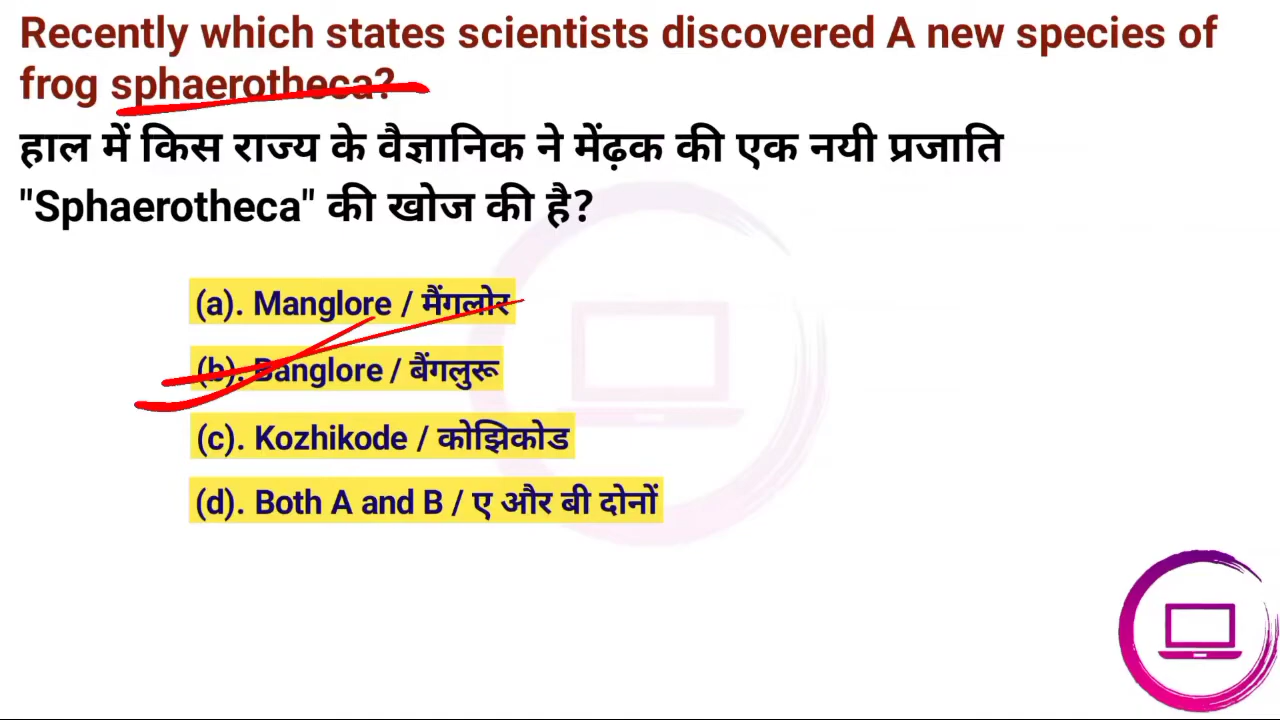 Recently which states scientists discovered A new species of
frog sphaerotheca?
हाल में किस राज्य के वैज्ञानिक ने मेंढ़क की एक नयी प्रजाति
"Sphaerotheca" की खोज की है?
(a). Manglore / मैंगलोर
(b). Banglore / बैंगलुरू
(c). Kozhikode / कोझिकोड
(d). Both A and B / ए और बी दोनों